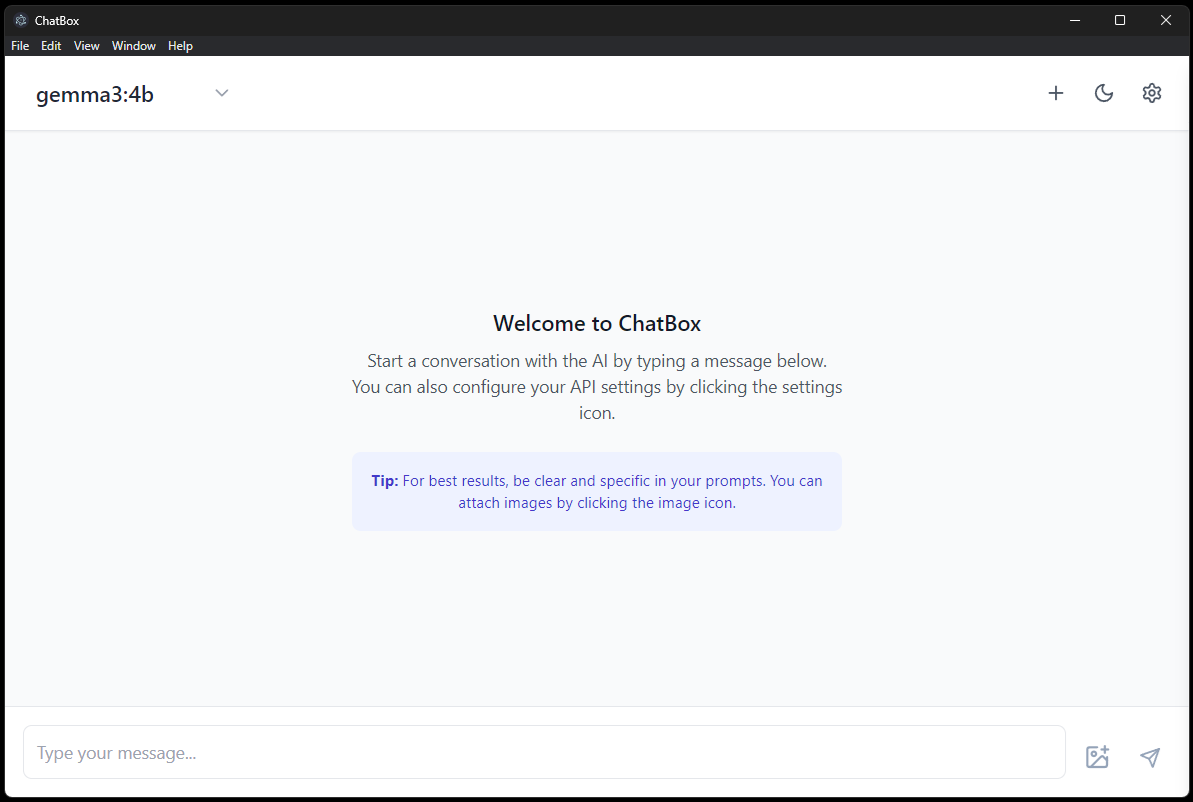 ChatBox
File Edit View Window Help
gemma3:4b
Welcome to ChatBox
Start a conversation with the AI by typing a message below.
You can also configure your API settings by clicking the settings
icon.
Tip: For best results, be clear and specific in your prompts. You can
attach images by clicking the image icon.
Type your message...